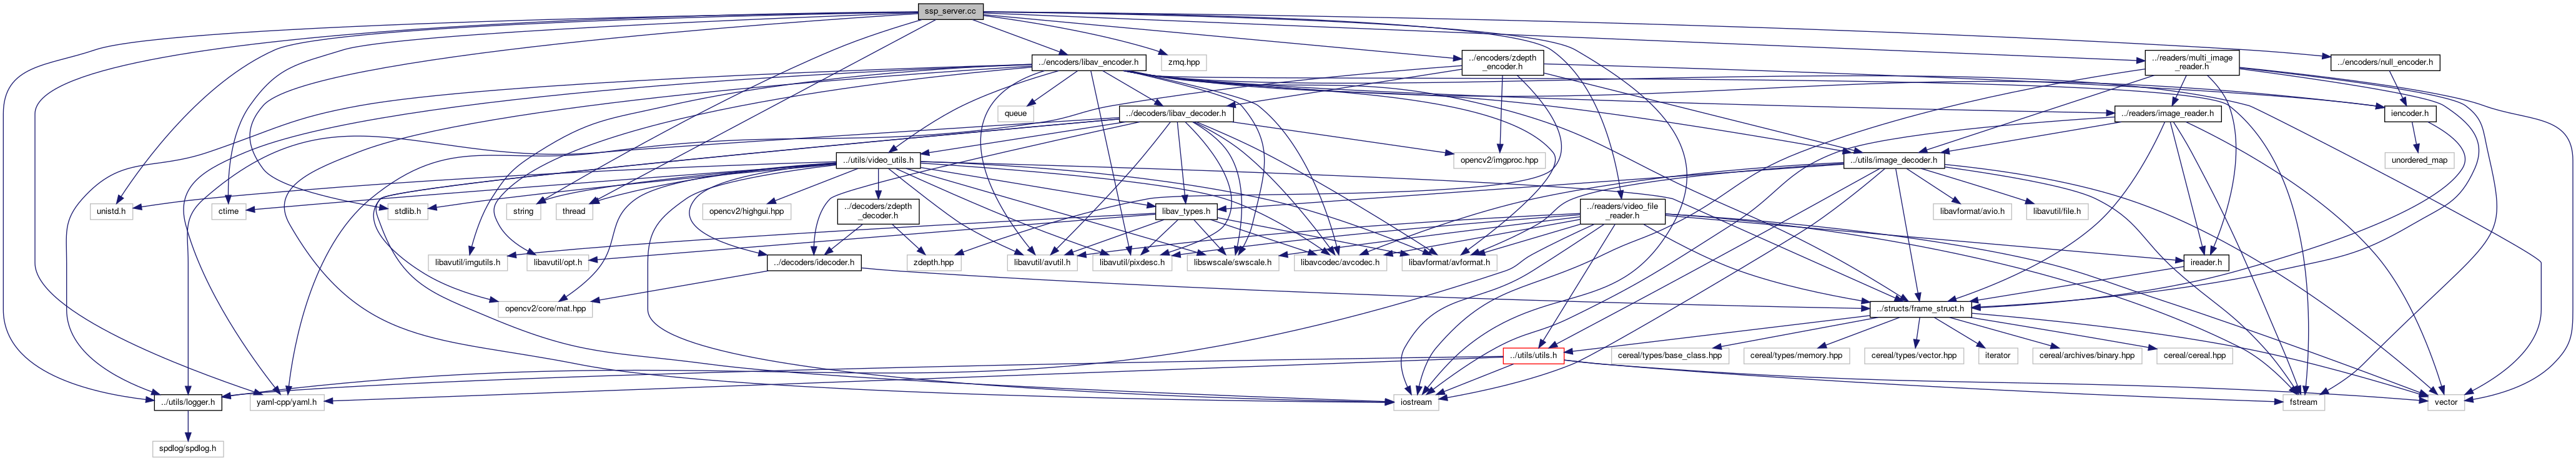 ssp_server.cc
../encoders/libav_encoder.h
zmq.hpp
../encoders/zdepth
_encoder.h
../readers/multi_image
_reader.h
../encoders/null_encoder.h
queue
../decoders/libav_decoder.h
../readers/image_reader.h
iencoder.h
../utils/video_utils.h
opencv2/imgproc.hpp
../utils/image_decoder.h
unordered_map
unistd.h
ctime
stdlib.h
string
thread
opencv2/highgui.hpp
../decoders/zdepth
_decoder.h
libav_types.h
../readers/video_file
_reader.h
libavformat/avio.h
libavutil/file.h
libavutil/imgutils.h
libavutil/opt.h
../decoders/idecoder.h
zdepth.hpp
libavutil/avutil.h
libavutil/pixdesc.h
libswscale/swscale.h
libavcodec/avcodec.h
libavformat/avformat.h
ireader.h
opencv2/core/mat.hpp
../structs/frame_struct.h
../utils/utils.h
cereal/types/base_class.hpp
cereal/types/memory.hpp
cereal/types/vector.hpp
iterator
cereal/archives/binary.hpp
cereal/cereal.hpp
../utils/logger.h
yaml-cpp/yaml.h
iostream
fstream
vector
spdlog/spdlog.h